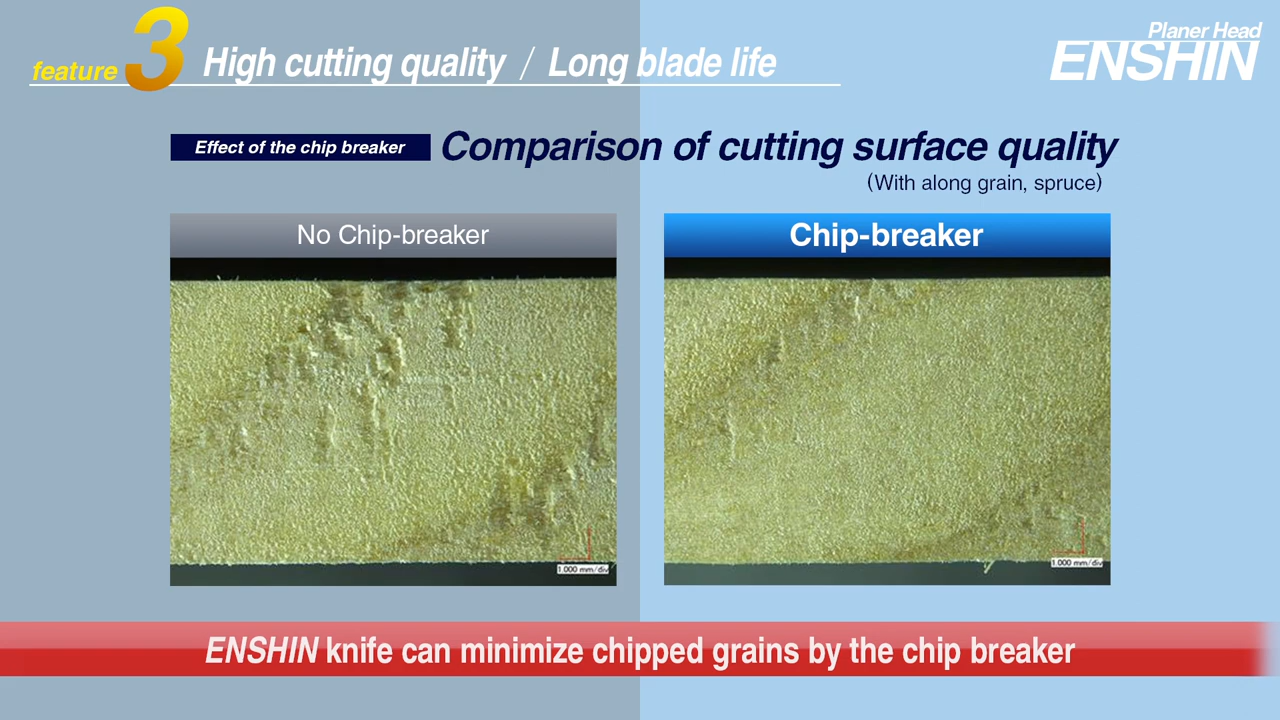 feature 3 High cutting quality / Long blade life
Planer Head
ENSHIN
Effect of the chip breaker Comparison of cutting surface quality
(With along grain, spruce)
No Chip-breaker
Chip-breaker
1.000 mm/div
1.000 mm/div
ENSHIN knife can minimize chipped grains by the chip breaker